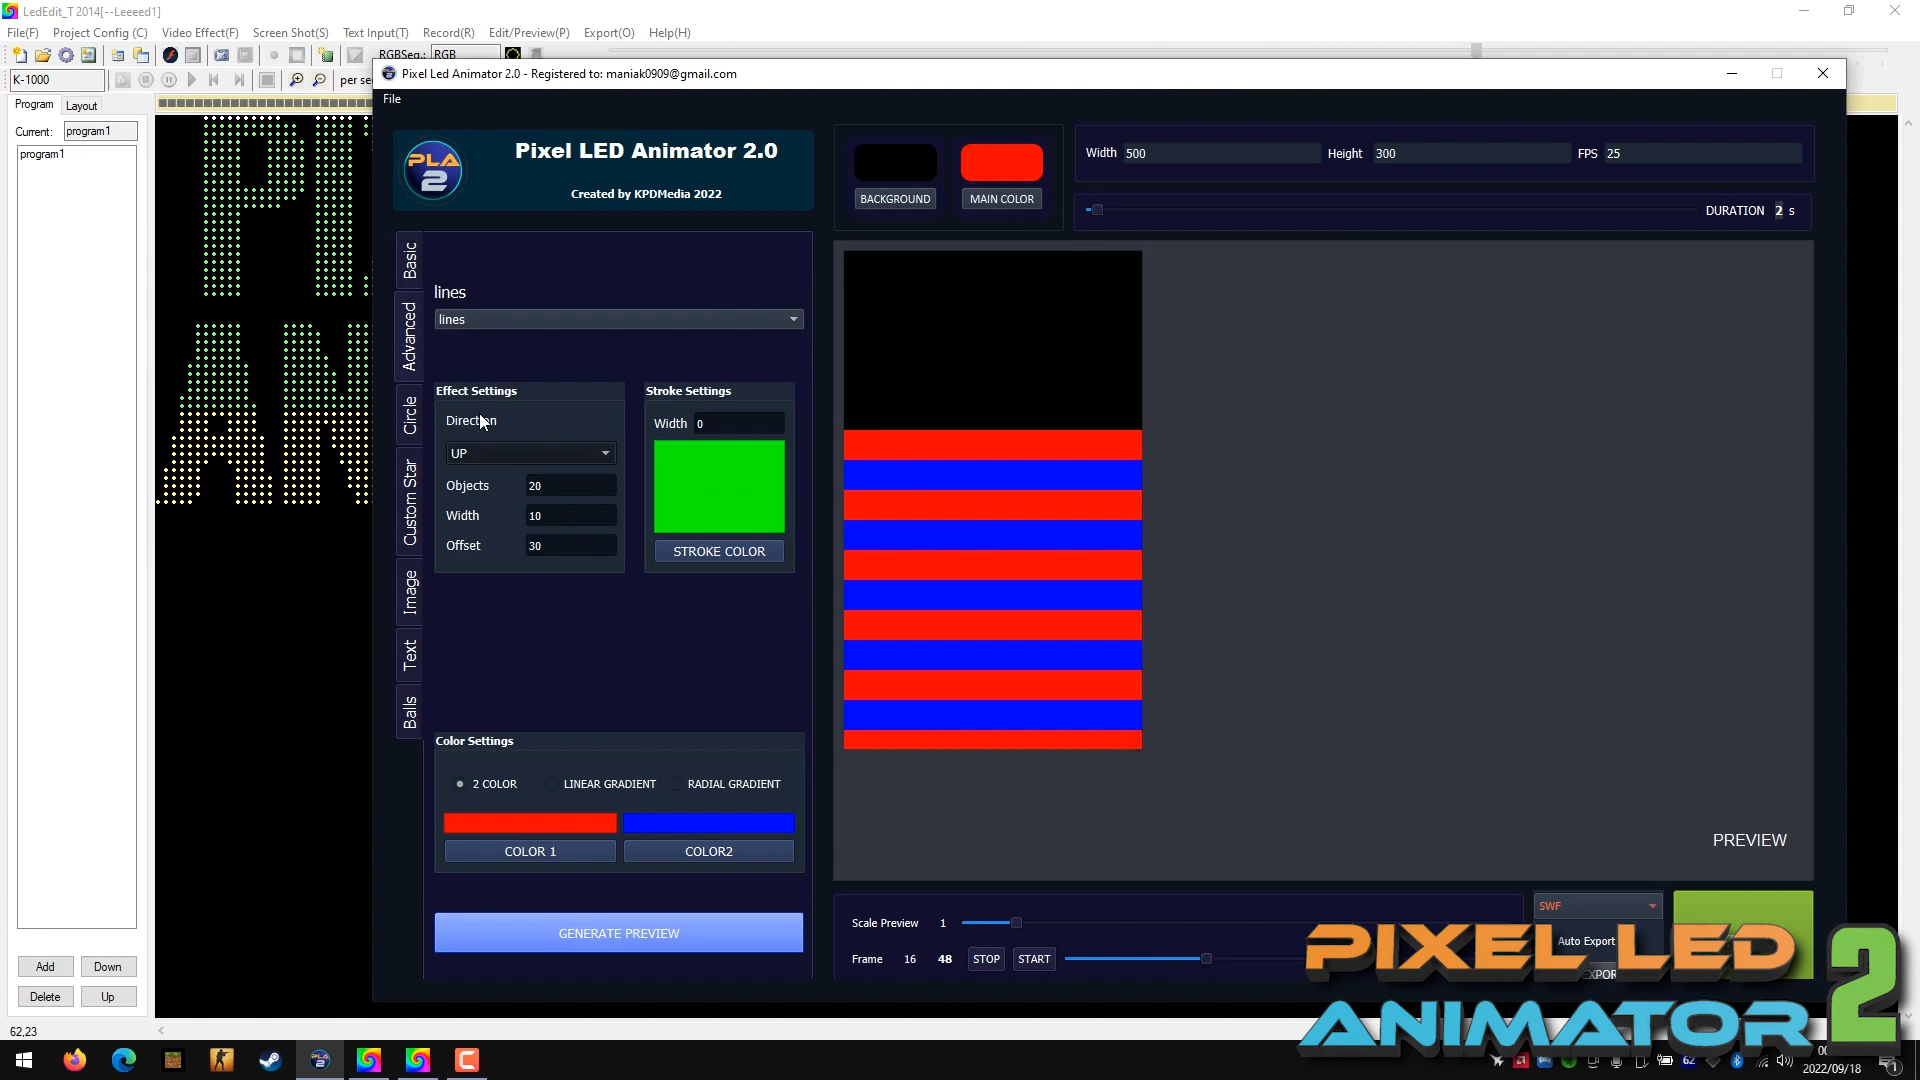 LedEdit_T 2014[--Leeeed1]
File(F) Project Config (C) Video Effect(F) Screen Shot(S) Text Input(T) Record(R) Edit/Preview(P) Export(O) Help(H)
RGBSeq.: RGB
K-1000
per sec
Pixel Led Animator 2.0 - Registered to: maniak0909@gmail.com
File
Program Layout
Current: program1
program1
PLA 2
Pixel LED Animator 2.0
Created by KPDMedia 2022
BACKGROUND MAIN COLOR
Width 500 Height 300 FPS 25
DURATION 2 s
Basic
Advanced
Circle
Custom Star
Image
Text
Balls
lines
lines
Effect Settings
Direction
UP
Objects 20
Width 10
Offset 30
Stroke Settings
Width 0
STROKE COLOR
Color Settings
2 COLOR LINEAR GRADIENT RADIAL GRADIENT
COLOR 1 COLOR2
GENERATE PREVIEW
PREVIEW
Scale Preview 1
Frame 16 48 STOP START
SWF
Auto Export
PIXEL LED
ANIMATOR 2
Add Down
Delete Up
62,23
62
2022/09/18
1